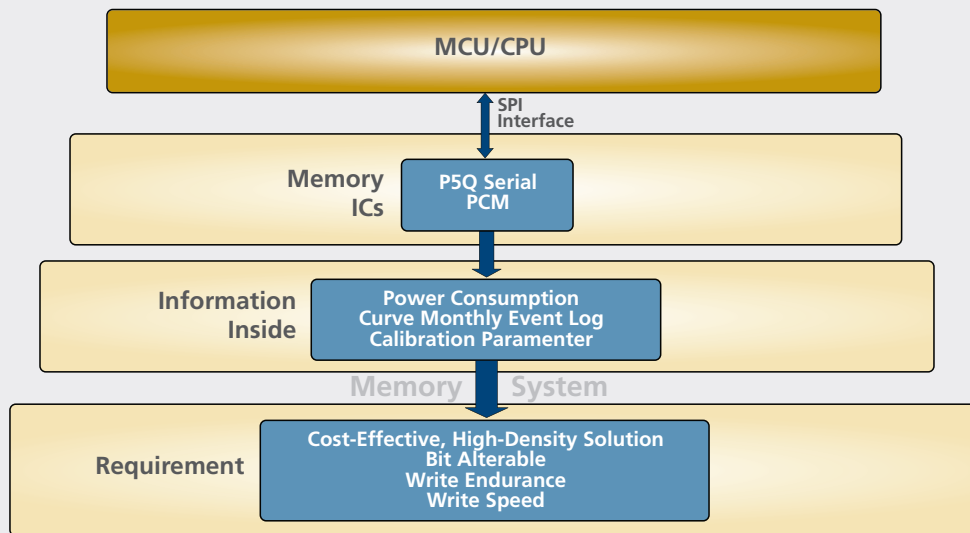 MCU/CPU
SPI
Interface
Memory
ICs
P5Q Serial
PCM
Information
Inside
Power Consumption
Curve Monthly Event Log
Calibration Paramenter
Memory System
Requirement
Cost-Effective, High-Density Solution
Bit Alterable
Write Endurance
Write Speed